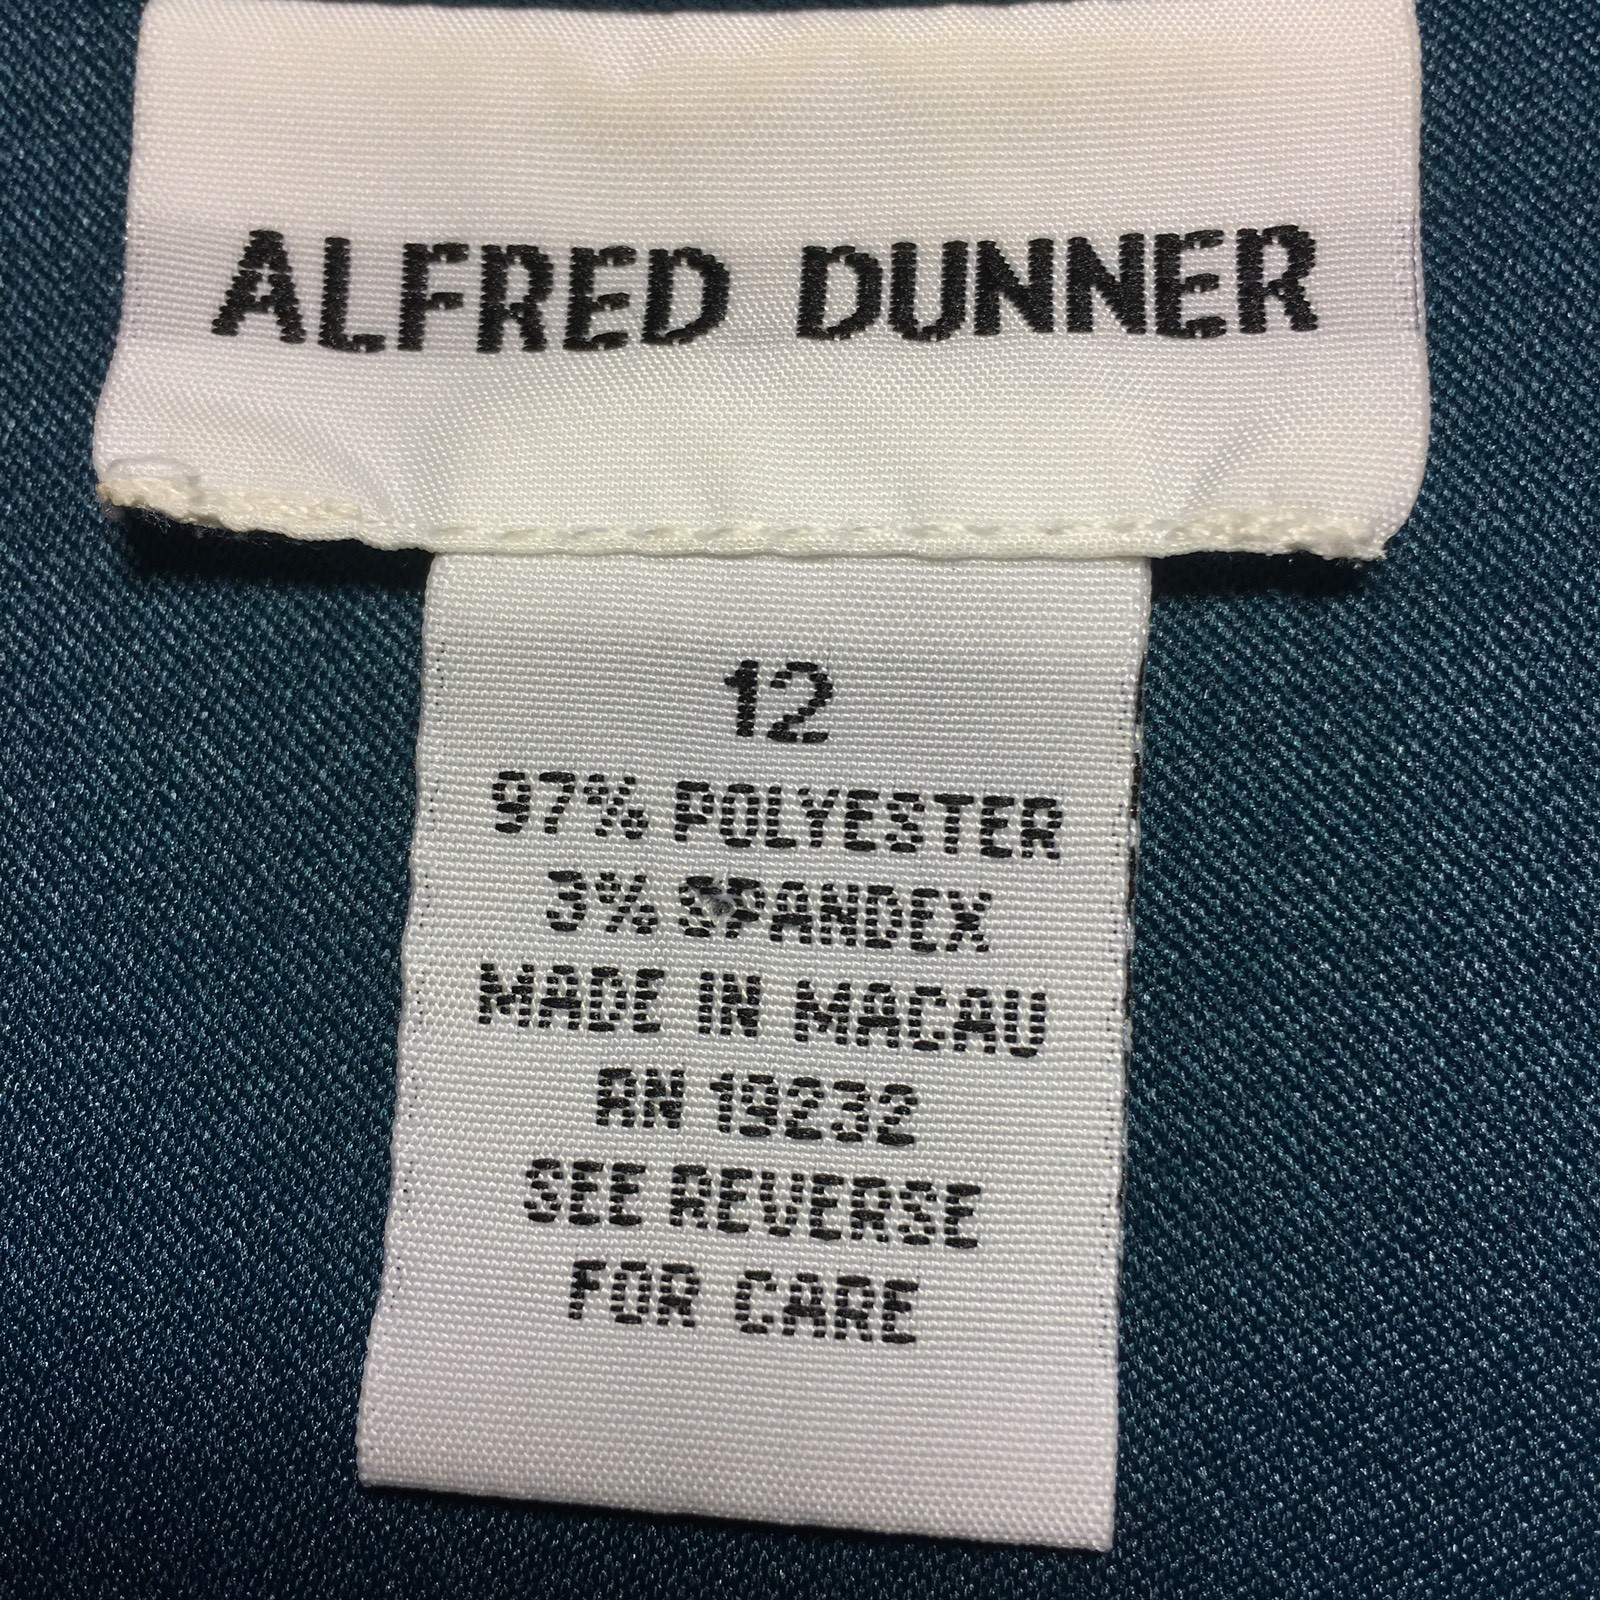 ALFRED DUNNER
12
97% POLYESTER
3% SPANDEX
MADE IN MACAU
RN 19232
SEE REVERSE
FOR CARE